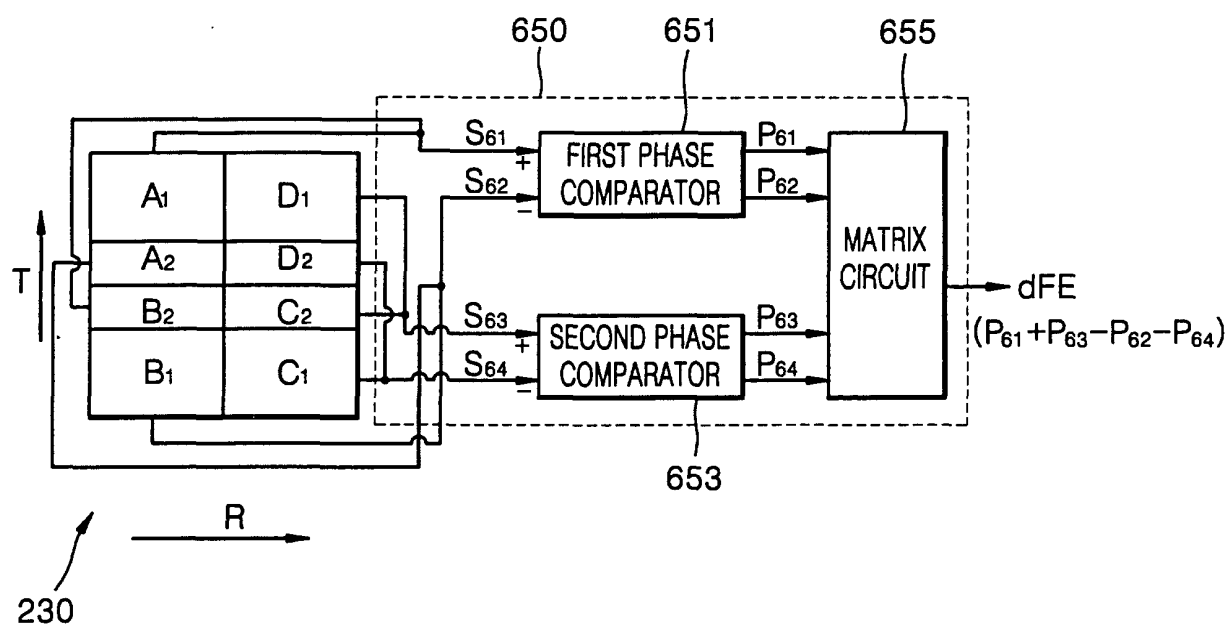 650
651
655
S61
+
S62
−
FIRST PHASE
COMPARATOR
P61
P62
A1
D1
A2
D2
B2
C2
B1
C1
T
MATRIX
CIRCUIT
dFE
(P61+P63−P62−P64)
S63
+
S64
−
SECOND PHASE
COMPARATOR
P63
P64
653
R
230